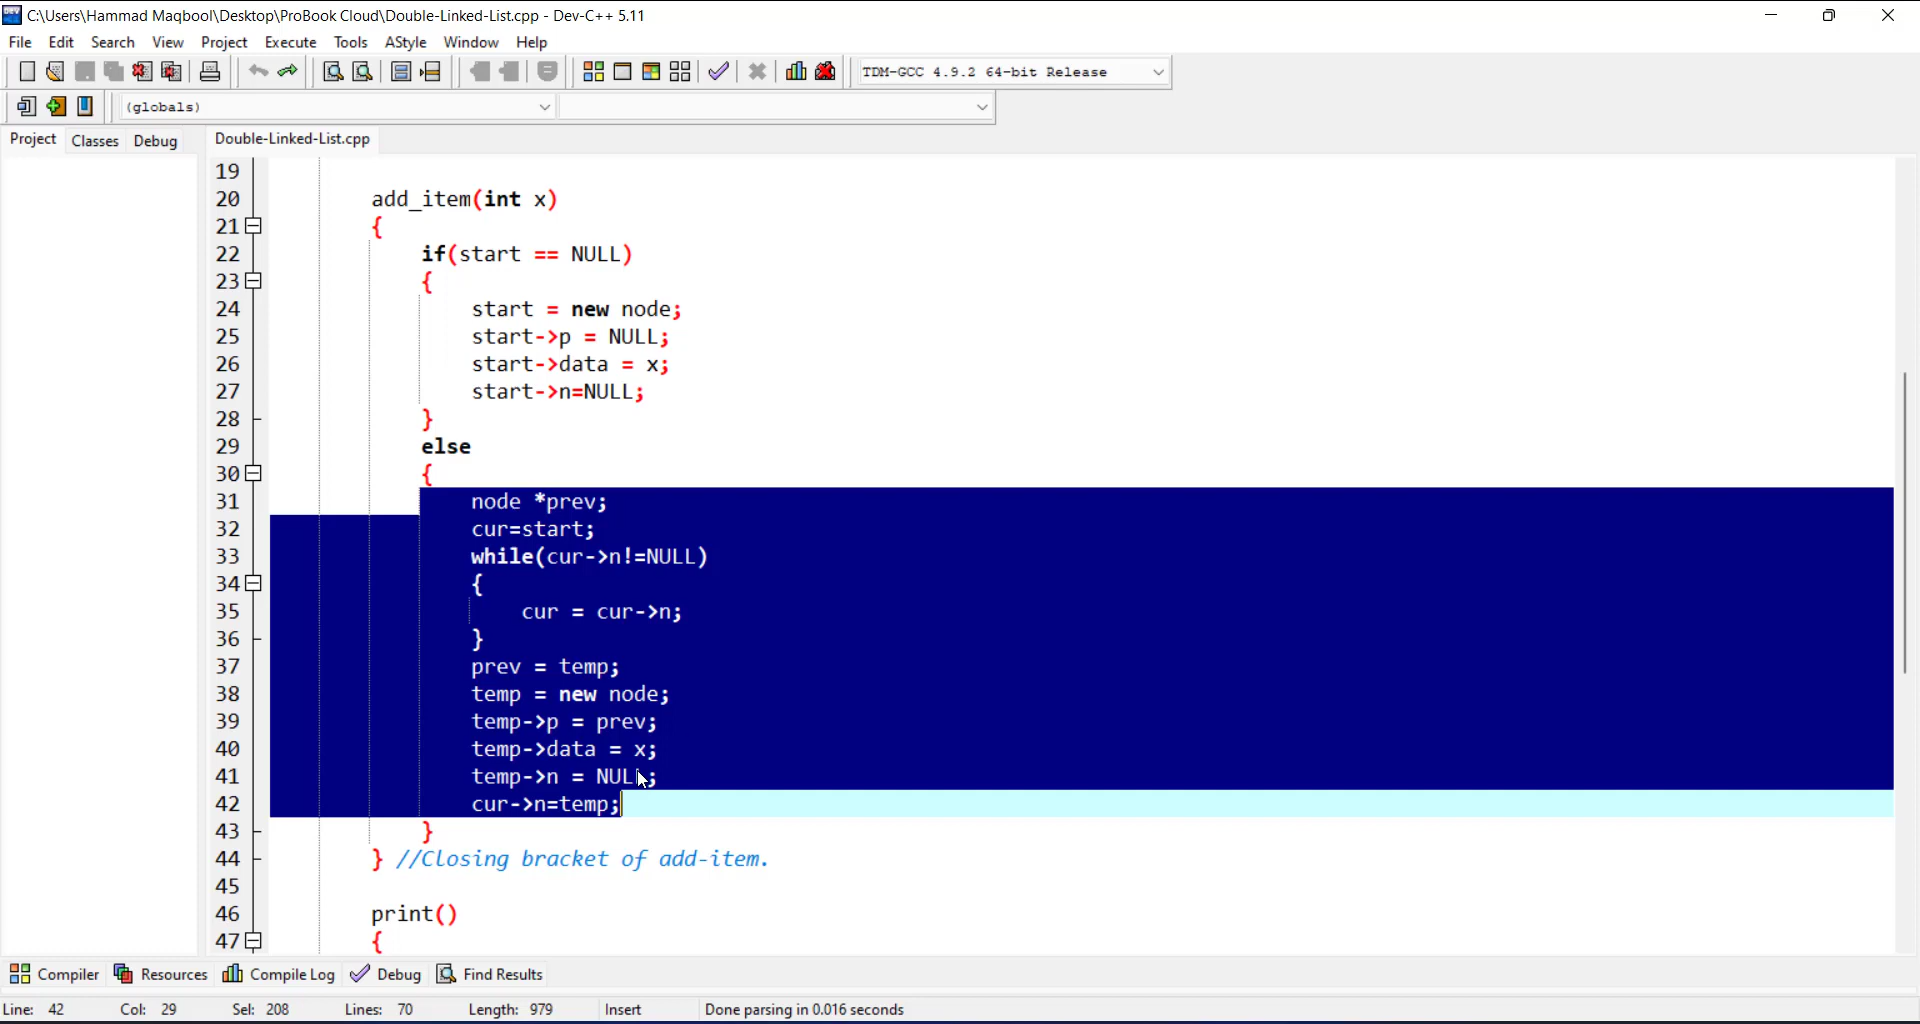 C:\Users\Hammad Maqbool\Desktop\ProBook Cloud\Double-Linked-List.cpp - Dev-C++ 5.11
File Edit Search View Project Execute Tools AStyle Window Help
TDM-GCC 4.9.2 64-bit Release
(globals)
Project Classes Debug Double-Linked-List.cpp
19
20 add_item(int x)
21 {
22 if(start == NULL)
23 {
24 start = new node;
25 start->p = NULL;
26 start->data = x;
27 start->n=NULL;
28 }
29 else
30 {
31 node *prev;
32 cur=start;
33 while(cur->n!=NULL)
34 {
35 cur = cur->n;
36 }
37 prev = temp;
38 temp = new node;
39 temp->p = prev;
40 temp->data = x;
41 temp->n = NULL;
42 cur->n=temp;
43 }
44 } //Closing bracket of add-item.
45
46 print()
47 {
Compiler Resources Compile Log Debug Find Results
Line: 42 Col: 29 Sel: 208 Lines: 70 Length: 979 Insert Done parsing in 0.016 seconds